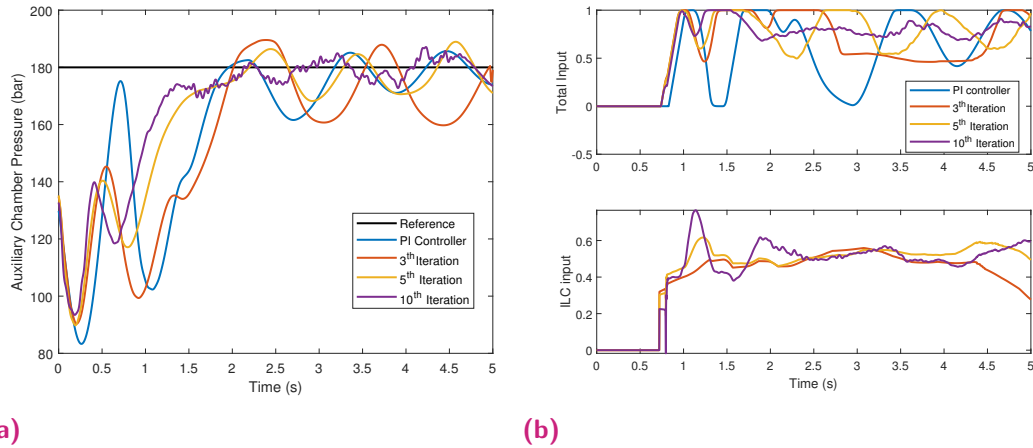 200
180
160
140
120
100
80
Auxiliary Chamber Pressure (bar)
0 0.5 1 1.5 2 2.5 3 3.5 4 4.5 5
Time (s)
Reference
PI Controller
3th Iteration
5th Iteration
10th Iteration
a)
1
0.5
0
-0.5
Total Input
0 0.5 1 1.5 2 2.5 3 3.5 4 4.5 5
PI controller
3th Iteration
5th Iteration
10th Iteration
0.6
0.4
0.2
0
ILC input
0 0.5 1 1.5 2 2.5 3 3.5 4 4.5 5
Time (s)
(b)